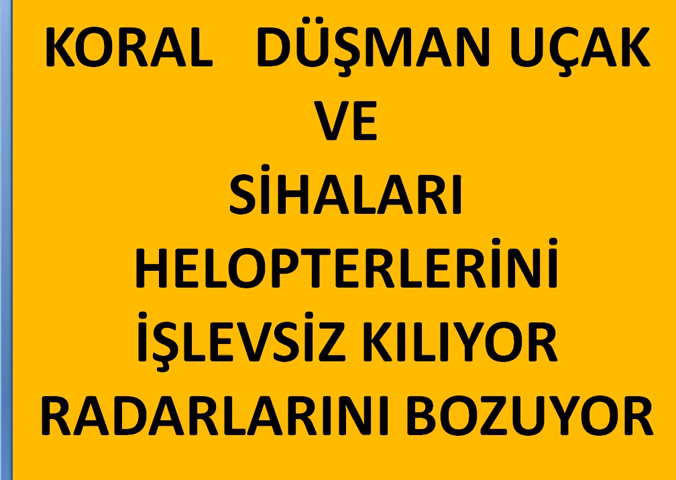 KORAL   DÜŞMAN UÇAK
VE
SİHALARI
HELOPTERLERİNİ
İŞLEVSİZ KILIYOR
RADARLARINI BOZUYOR